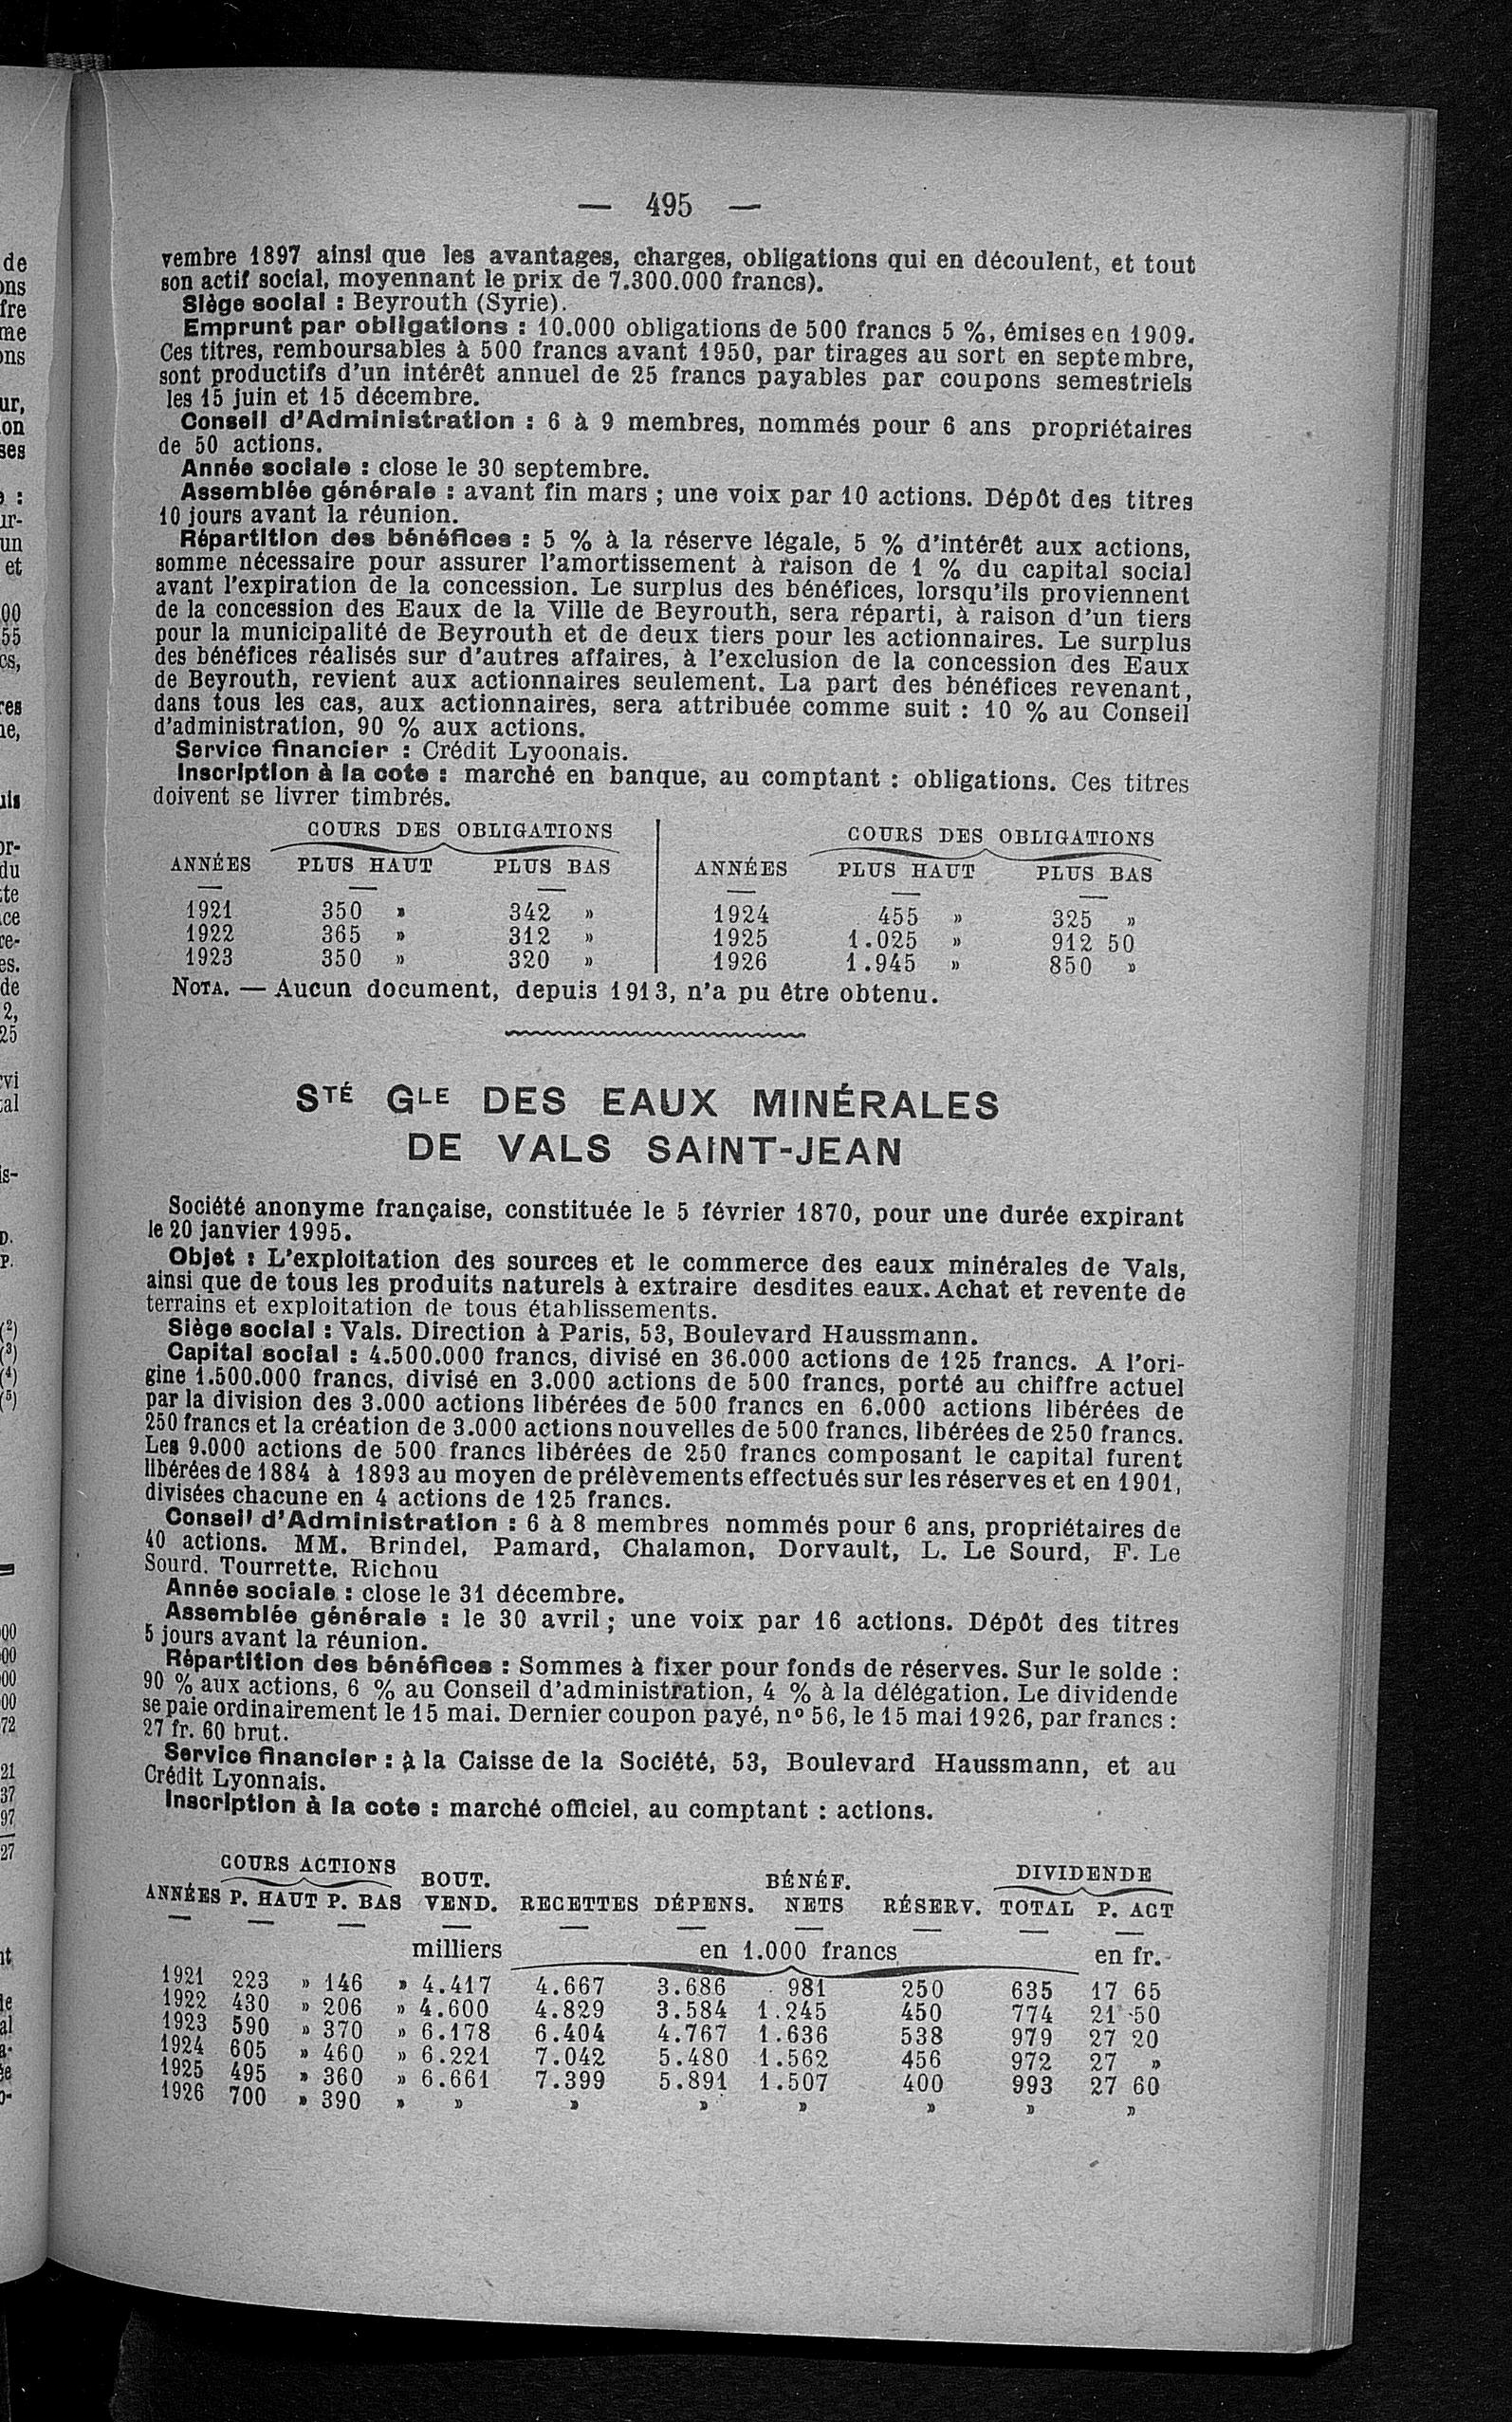 — 495 —
vembre 1897 ainsi que les avantages, charges, obligations qui en découlent, et tout
son actif social, moyennant le prix de 7.300.000 francs).
Siège social : Beyrouth (Syrie).
Emprunt par obligations : 10.000 obligations de 500 francs 5 %, émises en 1909.
Ces titres, remboursables à 500 francs avant 1950, par tirages au sort en septembre,
sont productifs d'un intérêt annuel de 25 francs payables par coupons semestriels
les 15 juin et 15 décembre.
Conseil d'Administration : 6 à 9 membres, nommés pour 6 ans propriétaires
de 50 actions.
Année sociale : close le 30 septembre.
Assemblée générale : avant fin mars ; une voix par 10 actions. Dépôt des titres
10 jours avant la réunion.
Répartition des bénéfices : 5 % à la réserve légale, 5 % d'intérêt aux actions,
somme nécessaire pour assurer l'amortissement à raison de 1 % du capital social
avant l'expiration de la concession. Le surplus des bénéfices, lorsqu'ils proviennent
de la concession des Eaux de la Ville de Beyrouth, sera réparti, à raison d'un tiers
pour la municipalité de Beyrouth et de deux tiers pour les actionnaires. Le surplus
des bénéfices réalisés sur d'autres affaires, à l'exclusion de la concession des Eaux
de Beyrouth, revient aux actionnaires seulement. La part des bénéfices revenant,
dans tous les cas, aux actionnaires, sera attribuée comme suit : 10 % au Conseil
d'administration, 90 % aux actions.
Service financier : Crédit Lyoonais.
Inscription à la cote : marché en banque, au comptant : obligations. Ces titres
doivent se livrer timbrés.
COURS DES OBLIGATIONS COURS DES OBLIGATIONS
ANNÉES PLUS HAUT PLUS BAS ANNÉES PLUS HAUT PLUS BAS
1921 350 » 342 » 1924 455 » 325 »
1922 365 » 312 » 1925 1.025 » 912 50
1923 350 » 320 » 1926 1.945 » 850 »
NOTA. — Aucun document, depuis 1913, n'a pu être obtenu.
STÉ GLE DES EAUX MINÉRALES
DE VALS SAINT-JEAN
Société anonyme française, constituée le 5 février 1870, pour une durée expirant
le 20 janvier 1995.
Objet : L'exploitation des sources et le commerce des eaux minérales de Vals,
ainsi que de tous les produits naturels à extraire desdites eaux. Achat et revente de
terrains et exploitation de tous établissements.
Siège social : Vals. Direction à Paris, 53, Boulevard Haussmann.
Capital social : 4.500.000 francs, divisé en 36.000 actions de 125 francs. A l'ori-
gine 1.500.000 francs, divisé en 3.000 actions de 500 francs, porté au chiffre actuel
par la division des 3.000 actions libérées de 500 francs en 6.000 actions libérées de
250 francs et la création de 3.000 actions nouvelles de 500 francs, libérées de 250 francs.
Les 9.000 actions de 500 francs libérées de 250 francs composant le capital furent
libérées de 1884 à 1893 au moyen de prélèvements effectués sur les réserves et en 1901,
divisées chacune en 4 actions de 125 francs.
Conseil d'Administration : 6 à 8 membres nommés pour 6 ans, propriétaires de
40 actions. MM. Brindel, Pamard, Chalamon, Dorvault, L. Le Sourd, F. Le
Sourd, Tourrette, Richou
Année sociale : close le 31 décembre.
Assemblée générale : le 30 avril ; une voix par 16 actions. Dépôt des titres
5 jours avant la réunion.
Répartition des bénéfices : Sommes à fixer pour fonds de réserves. Sur le solde :
90 % aux actions, 6 % au Conseil d'administration, 4 % à la délégation. Le dividende
se paie ordinairement le 15 mai. Dernier coupon payé, n° 56, le 15 mai 1926, par francs :
27 fr. 60 brut.
Service financier : à la Caisse de la Société, 53, Boulevard Haussmann, et au
Crédit Lyonnais.
Inscription à la cote : marché officiel, au comptant : actions.
COURS ACTIONS BOUT. BÉNÉF. DIVIDENDE
ANNÉES P. HAUT P. BAS VEND. RECETTES DÉPENS. NETS RÉSERV. TOTAL P. ACT
milliers en 1.000 francs en fr.
1921 223 » 146 » 4.417 4.667 3.686 981 250 635 17 65
1922 430 » 206 » 4.600 4.829 3.584 1.245 450 774 21 50
1923 590 » 370 » 6.178 6.404 4.767 1.636 538 979 27 20
1924 605 » 460 » 6.221 7.042 5.480 1.562 456 972 27 »
1925 495 » 360 » 6.661 7.399 5.891 1.507 400 993 27 60
1926 700 » 390 » » » » » » » »